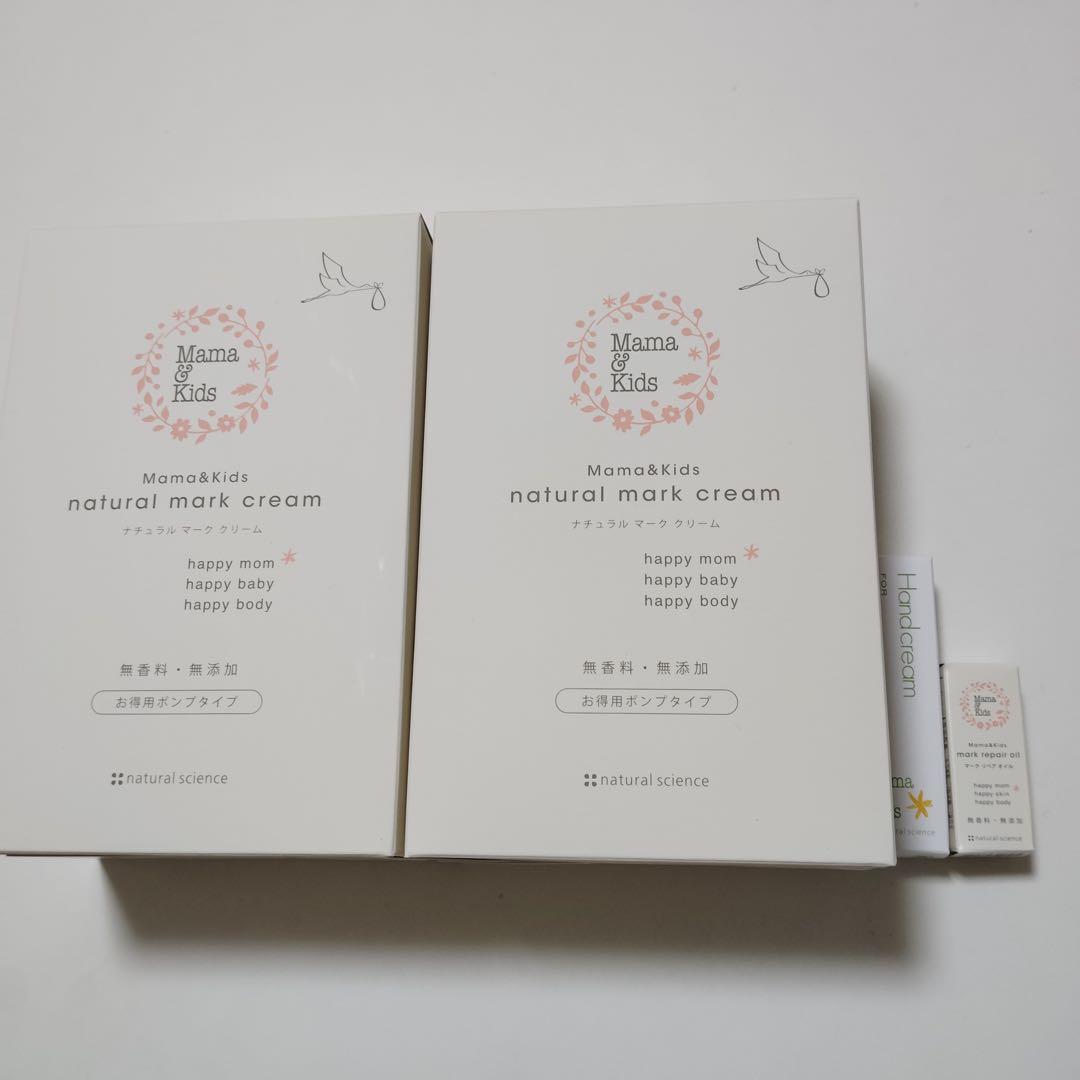 Mama
&
Kids
Mama&Kids
natural mark cream
ナチュラル マーク クリーム
happy mom
happy baby
happy body
無香料・無添加
お得用ポンプタイプ
natural science
Mama
&
Kids
Mama&Kids
natural mark cream
ナチュラル マーク クリーム
happy mom
happy baby
happy body
無香料・無添加
お得用ポンプタイプ
natural science
Hand cream
FOR
Mama
&
Kids
Mama&Kids
mark repair oil
マーク リペア オイル
happy mom
happy skin
happy body
無香料・無添加
natural science